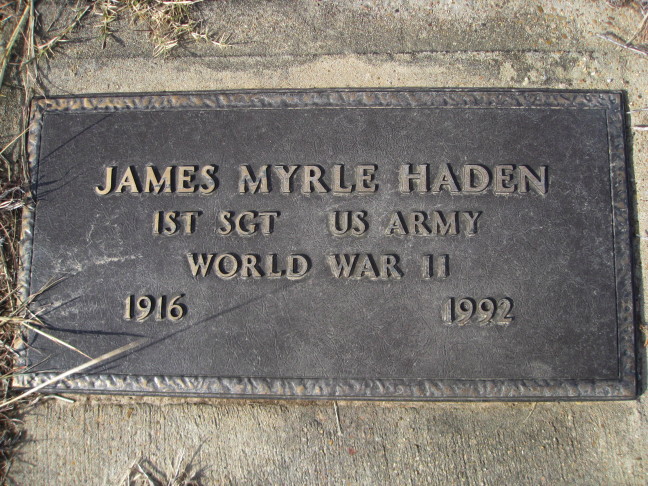 JAMES MYRLE HADEN
1ST SGT US ARMY
WORLD WAR II
1916 1992